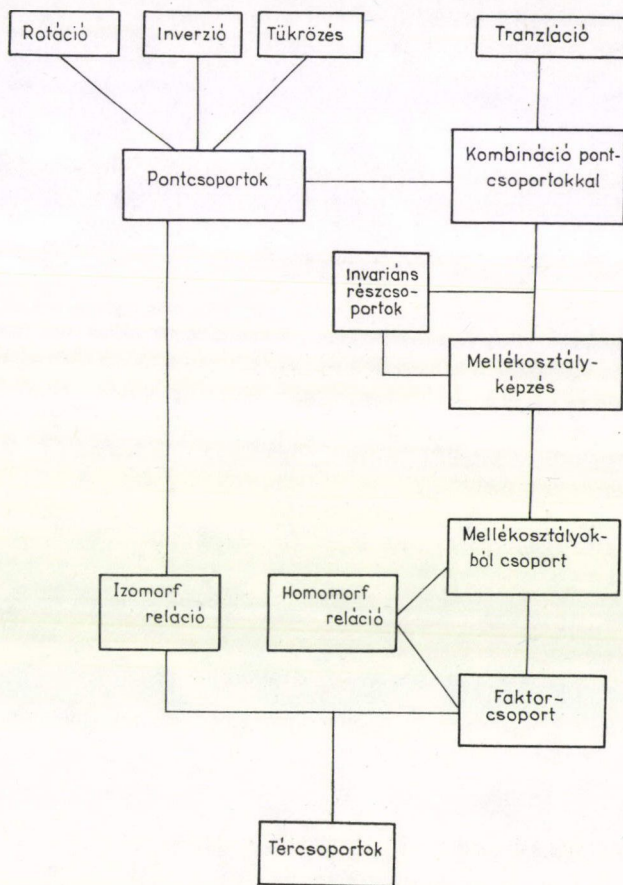 Rotáció
Inverzió
Tükrözés
Tranzláció
Pontcsoportok
Kombináció pont-
csoportokkal
Invariáns
részcso-
portok
Mellékosztály-
képzés
Mellékosztályok-
ból csoport
Izomorf
reláció
Homomorf
reláció
Faktor-
csoport
Tércsoportok